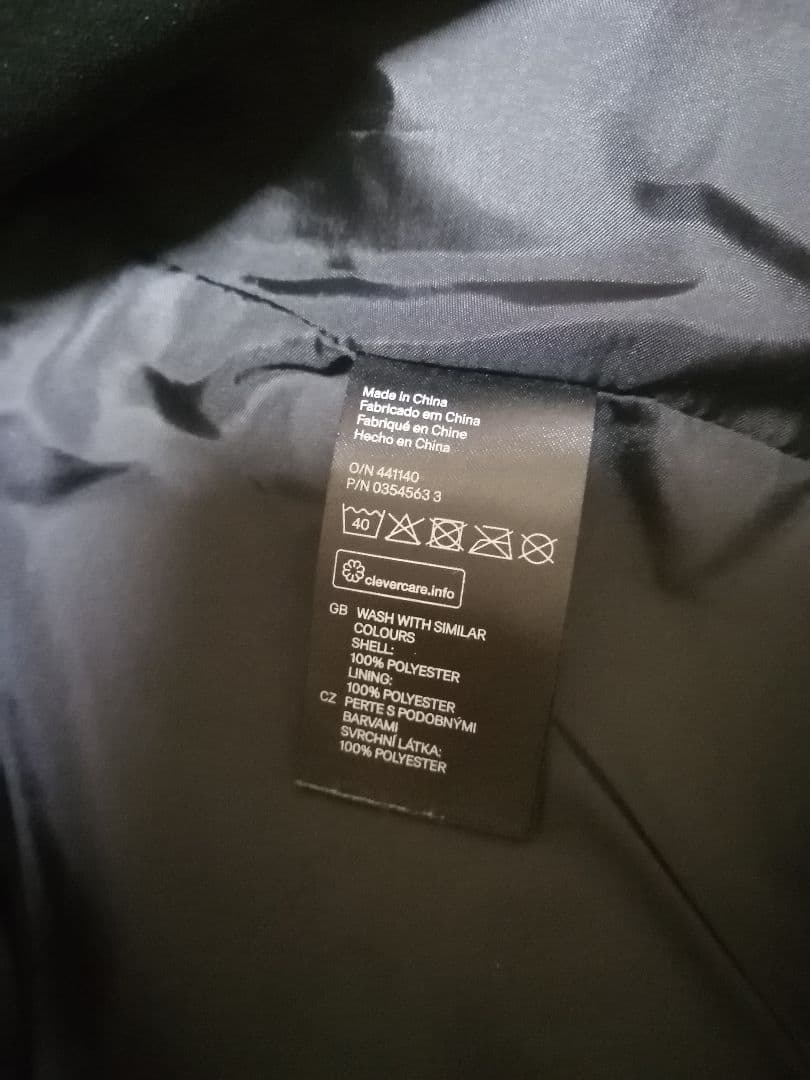 Made in China
Fabricado em China
Fabriqué en Chine
Hecho en China
O/N 441140
P/N 0354563 3
40
clevercare.info
GB WASH WITH SIMILAR
COLOURS
SHELL:
100% POLYESTER
LINING:
100% POLYESTER
CZ PERTE S PODOBNÝMI
BARVAMI
SVRCHNÍ LÁTKA:
100% POLYESTER